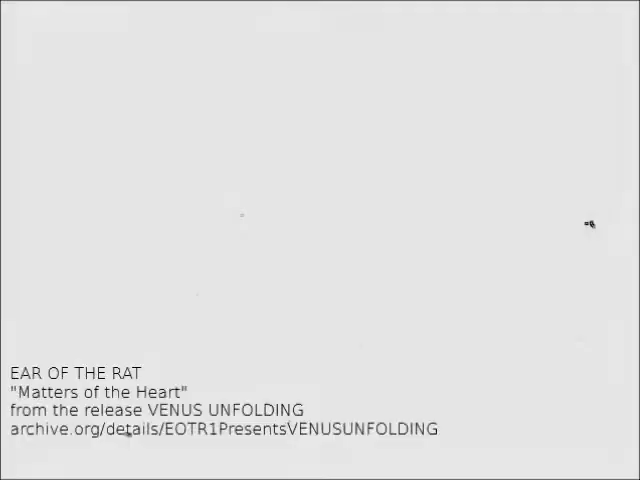 EAR OF THE RAT
"Matters of the Heart"
from the release VENUS UNFOLDING
archive.org/details/EOTR1PresentsVENUSUNFOLDING